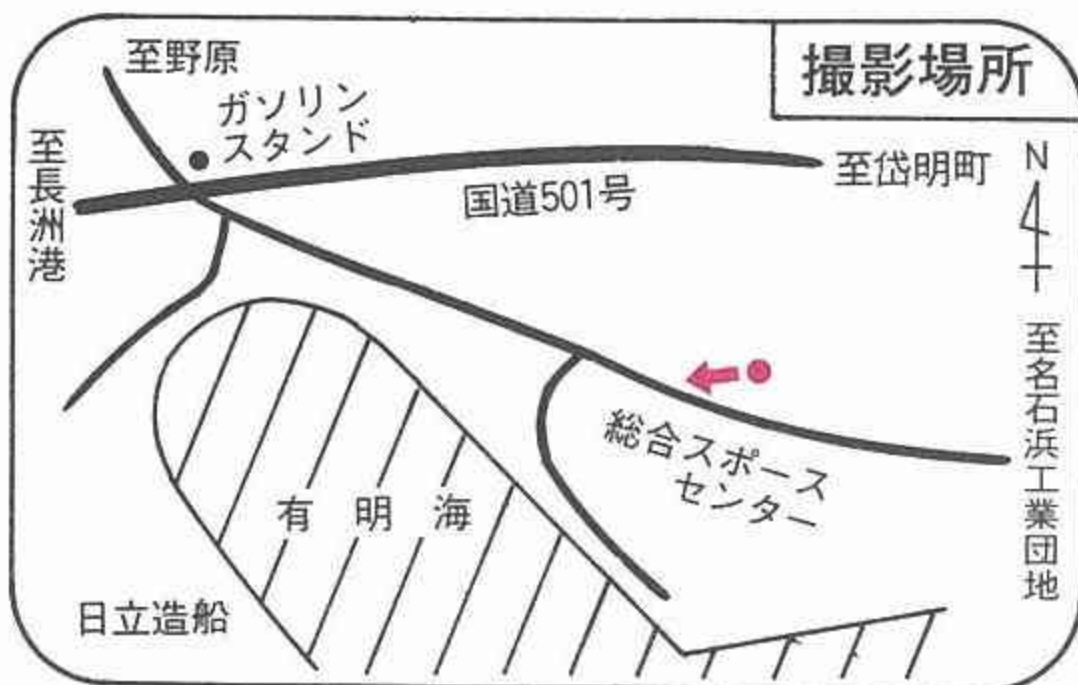 撮影場所
至野原
ガソリン
スタンド
至長洲港
国道501号
至岱明町
N
至名石浜工業団地
総合スポース
センター
有明海
日立造船